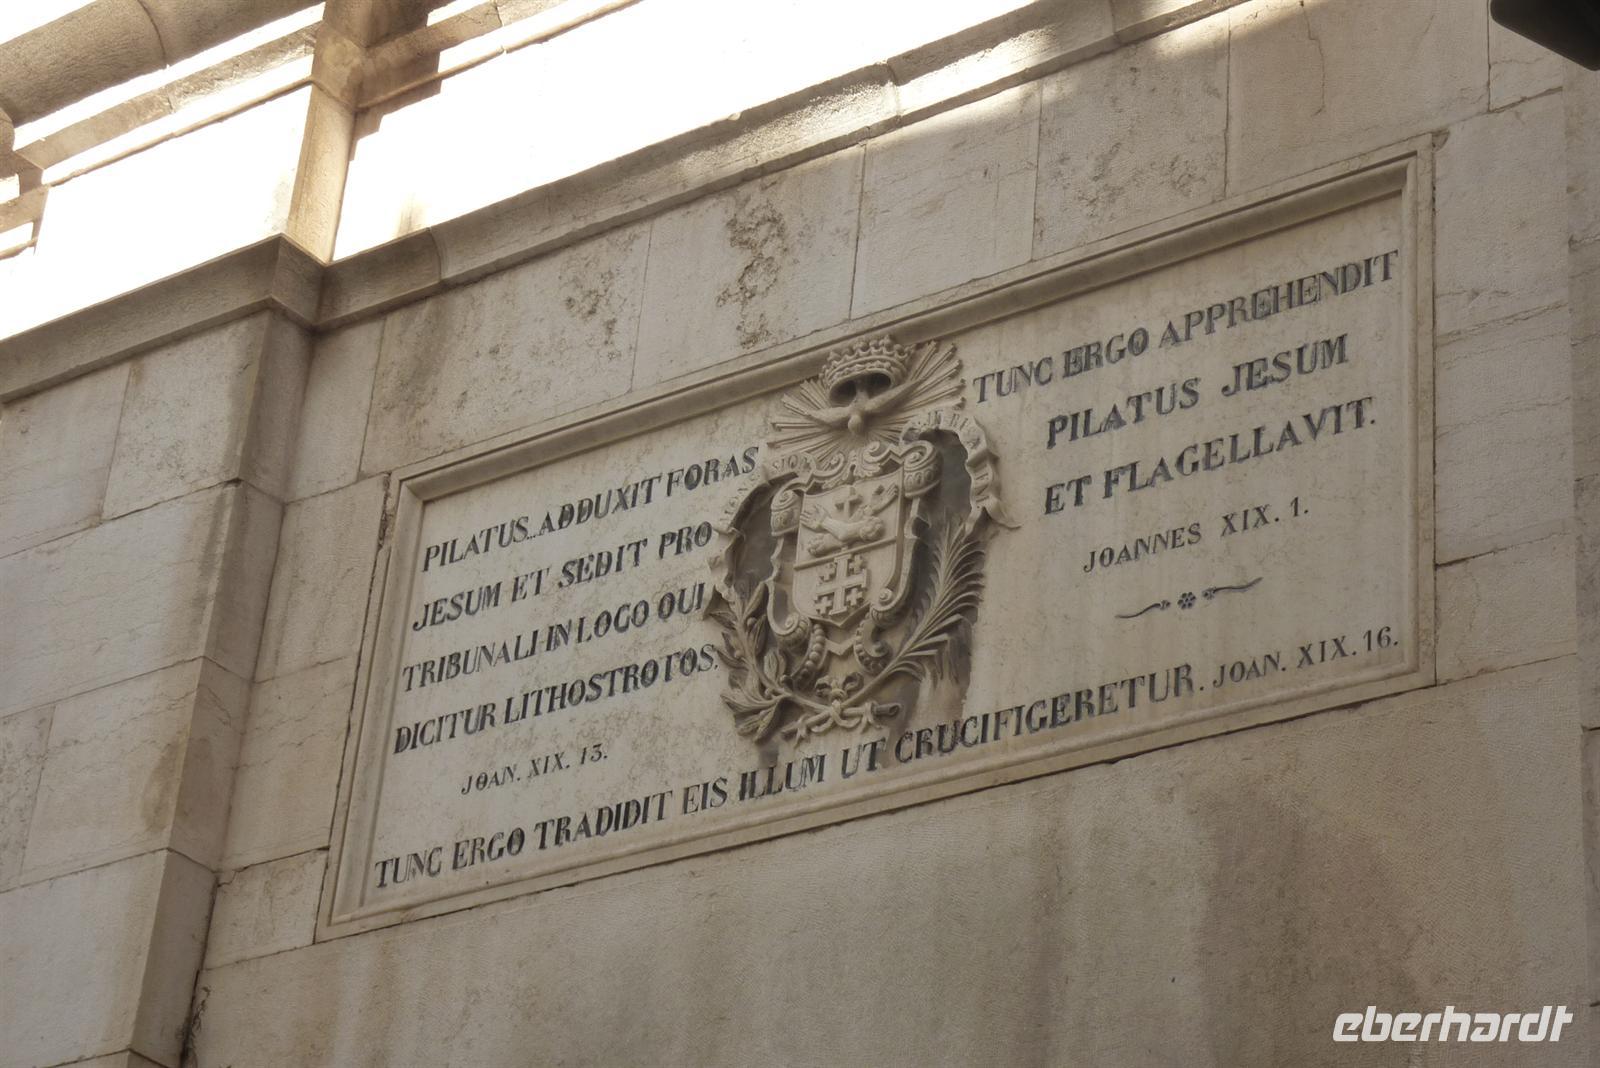 PILATUS... ADDUXIT FORAS
JESUM ET SEDIT PRO
TRIBUNALI IN LOCO QUI
DICITUR LITHOSTROTOS.
JOAN. XIX. 13.
TUNC ERGO APPREHENDIT
PILATUS JESUM
ET FLAGELLAVIT.
JOANNES XIX. 1.
TUNC ERGO TRADIDIT EIS ILLUM UT CRUCIFIGERETUR. JOAN. XIX. 16.
eberhardt